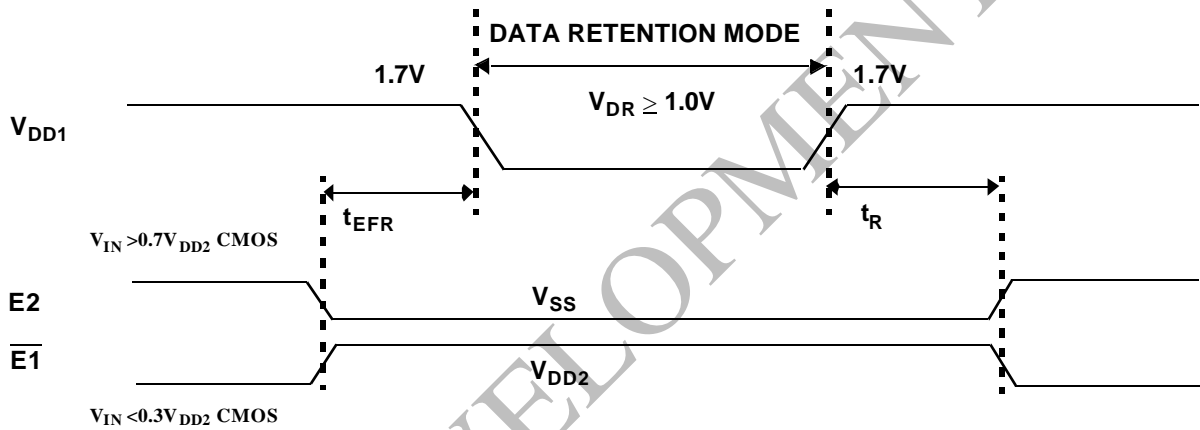 DATA RETENTION MODE
1.7V
1.7V
V_DR ≥ 1.0V
V_DD1
t_EFR
t_R
V_IN >0.7V_DD2 CMOS
E2
V_SS
E1̅
V_DD2
V_IN <0.3V_DD2 CMOS